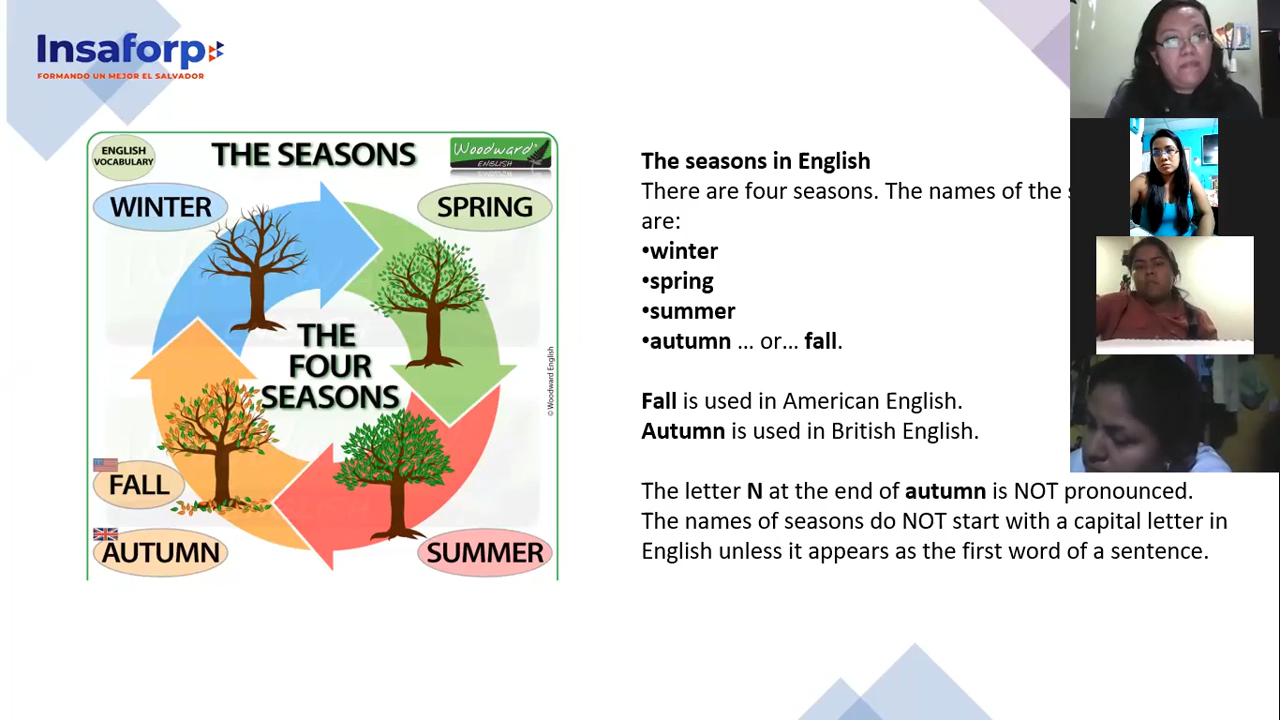 Insaforp
FORMANDO UN MEJOR EL SALVADOR
ENGLISH
VOCABULARY
THE SEASONS
Woodward
ENGLISH
WINTER
SPRING
THE
FOUR
SEASONS
FALL
AUTUMN
SUMMER
© Woodward English
The seasons in English
There are four seasons. The names of the
are:
•winter
•spring
•summer
•autumn … or… fall.
Fall is used in American English.
Autumn is used in British English.
The letter N at the end of autumn is NOT pronounced.
The names of seasons do NOT start with a capital letter in
English unless it appears as the first word of a sentence.